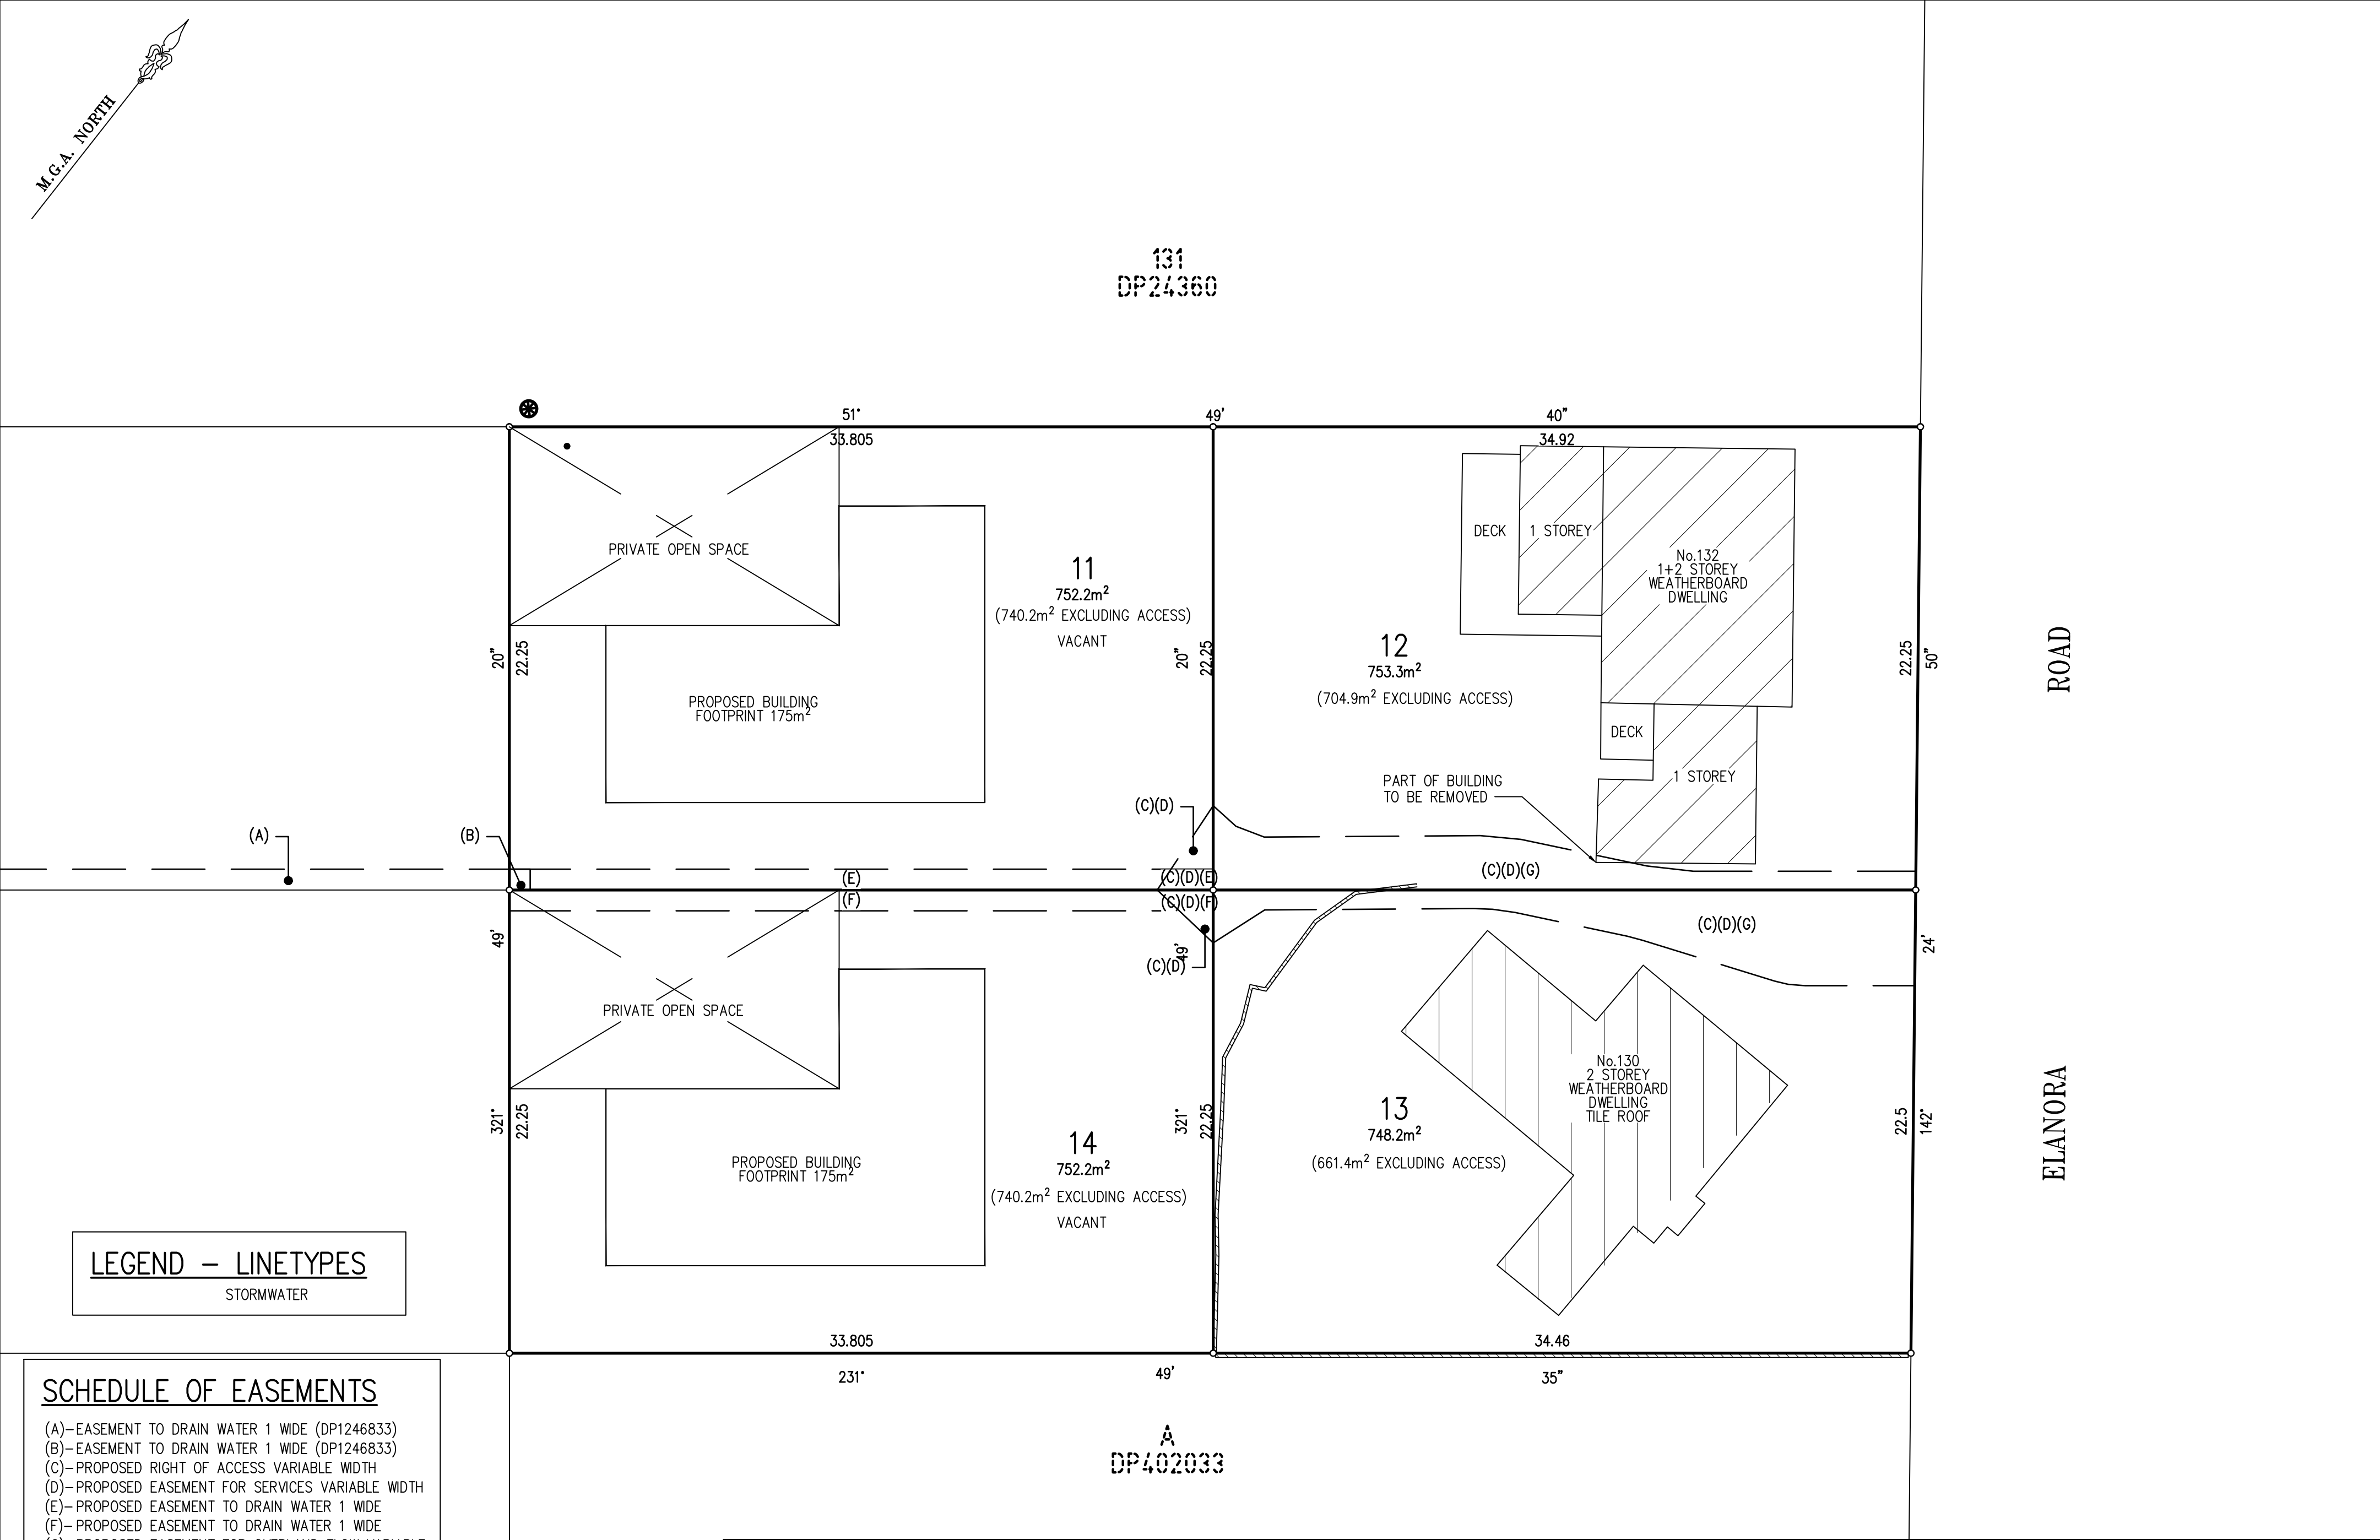 M.G.A. NORTH
131
DP24360
51°
49'
40"
33.805
34.92
PRIVATE OPEN SPACE
DECK
1 STOREY
No.132
1+2 STOREY
WEATHERBOARD
DWELLING
11
752.2m²
(740.2m² EXCLUDING ACCESS)
VACANT
12
753.3m²
(704.9m² EXCLUDING ACCESS)
20"
22.25
20"
22.25
22.25
50"
ROAD
PROPOSED BUILDING
FOOTPRINT 175m²
DECK
1 STOREY
PART OF BUILDING
TO BE REMOVED
(C)(D)
(A)
(B)
(E)
(C)(D)(E)
(C)(D)(G)
(F)
(C)(D)(F)
(C)(D)(G)
49'
49'
24'
(C)(D)
PRIVATE OPEN SPACE
No.130
2 STOREY
WEATHERBOARD
DWELLING
TILE ROOF
321°
22.25
321°
22.25
22.5
142°
ELANORA
13
748.2m²
(661.4m² EXCLUDING ACCESS)
14
752.2m²
(740.2m² EXCLUDING ACCESS)
VACANT
PROPOSED BUILDING
FOOTPRINT 175m²
LEGEND – LINETYPES
STORMWATER
33.805
34.46
231°
49'
35"
A
DP402033
SCHEDULE OF EASEMENTS
(A)–EASEMENT TO DRAIN WATER 1 WIDE (DP1246833)
(B)–EASEMENT TO DRAIN WATER 1 WIDE (DP1246833)
(C)–PROPOSED RIGHT OF ACCESS VARIABLE WIDTH
(D)–PROPOSED EASEMENT FOR SERVICES VARIABLE WIDTH
(E)–PROPOSED EASEMENT TO DRAIN WATER 1 WIDE
(F)–PROPOSED EASEMENT TO DRAIN WATER 1 WIDE